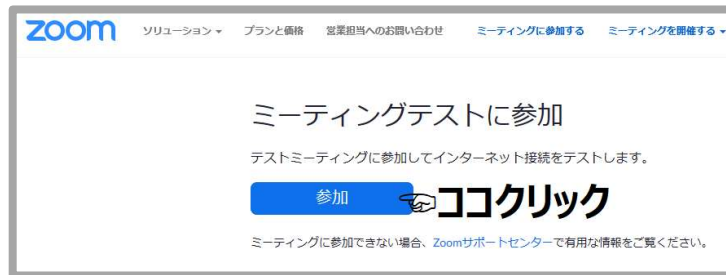 zoom ソリューション プランと価格 営業担当へのお問い合わせ ミーティングに参加する ミーティングを開催する
ミーティングテストに参加
テストミーティングに参加してインターネット接続をテストします。
参加 ココクリック
ミーティングに参加できない場合、Zoomサポートセンターで有用な情報をご覧ください。